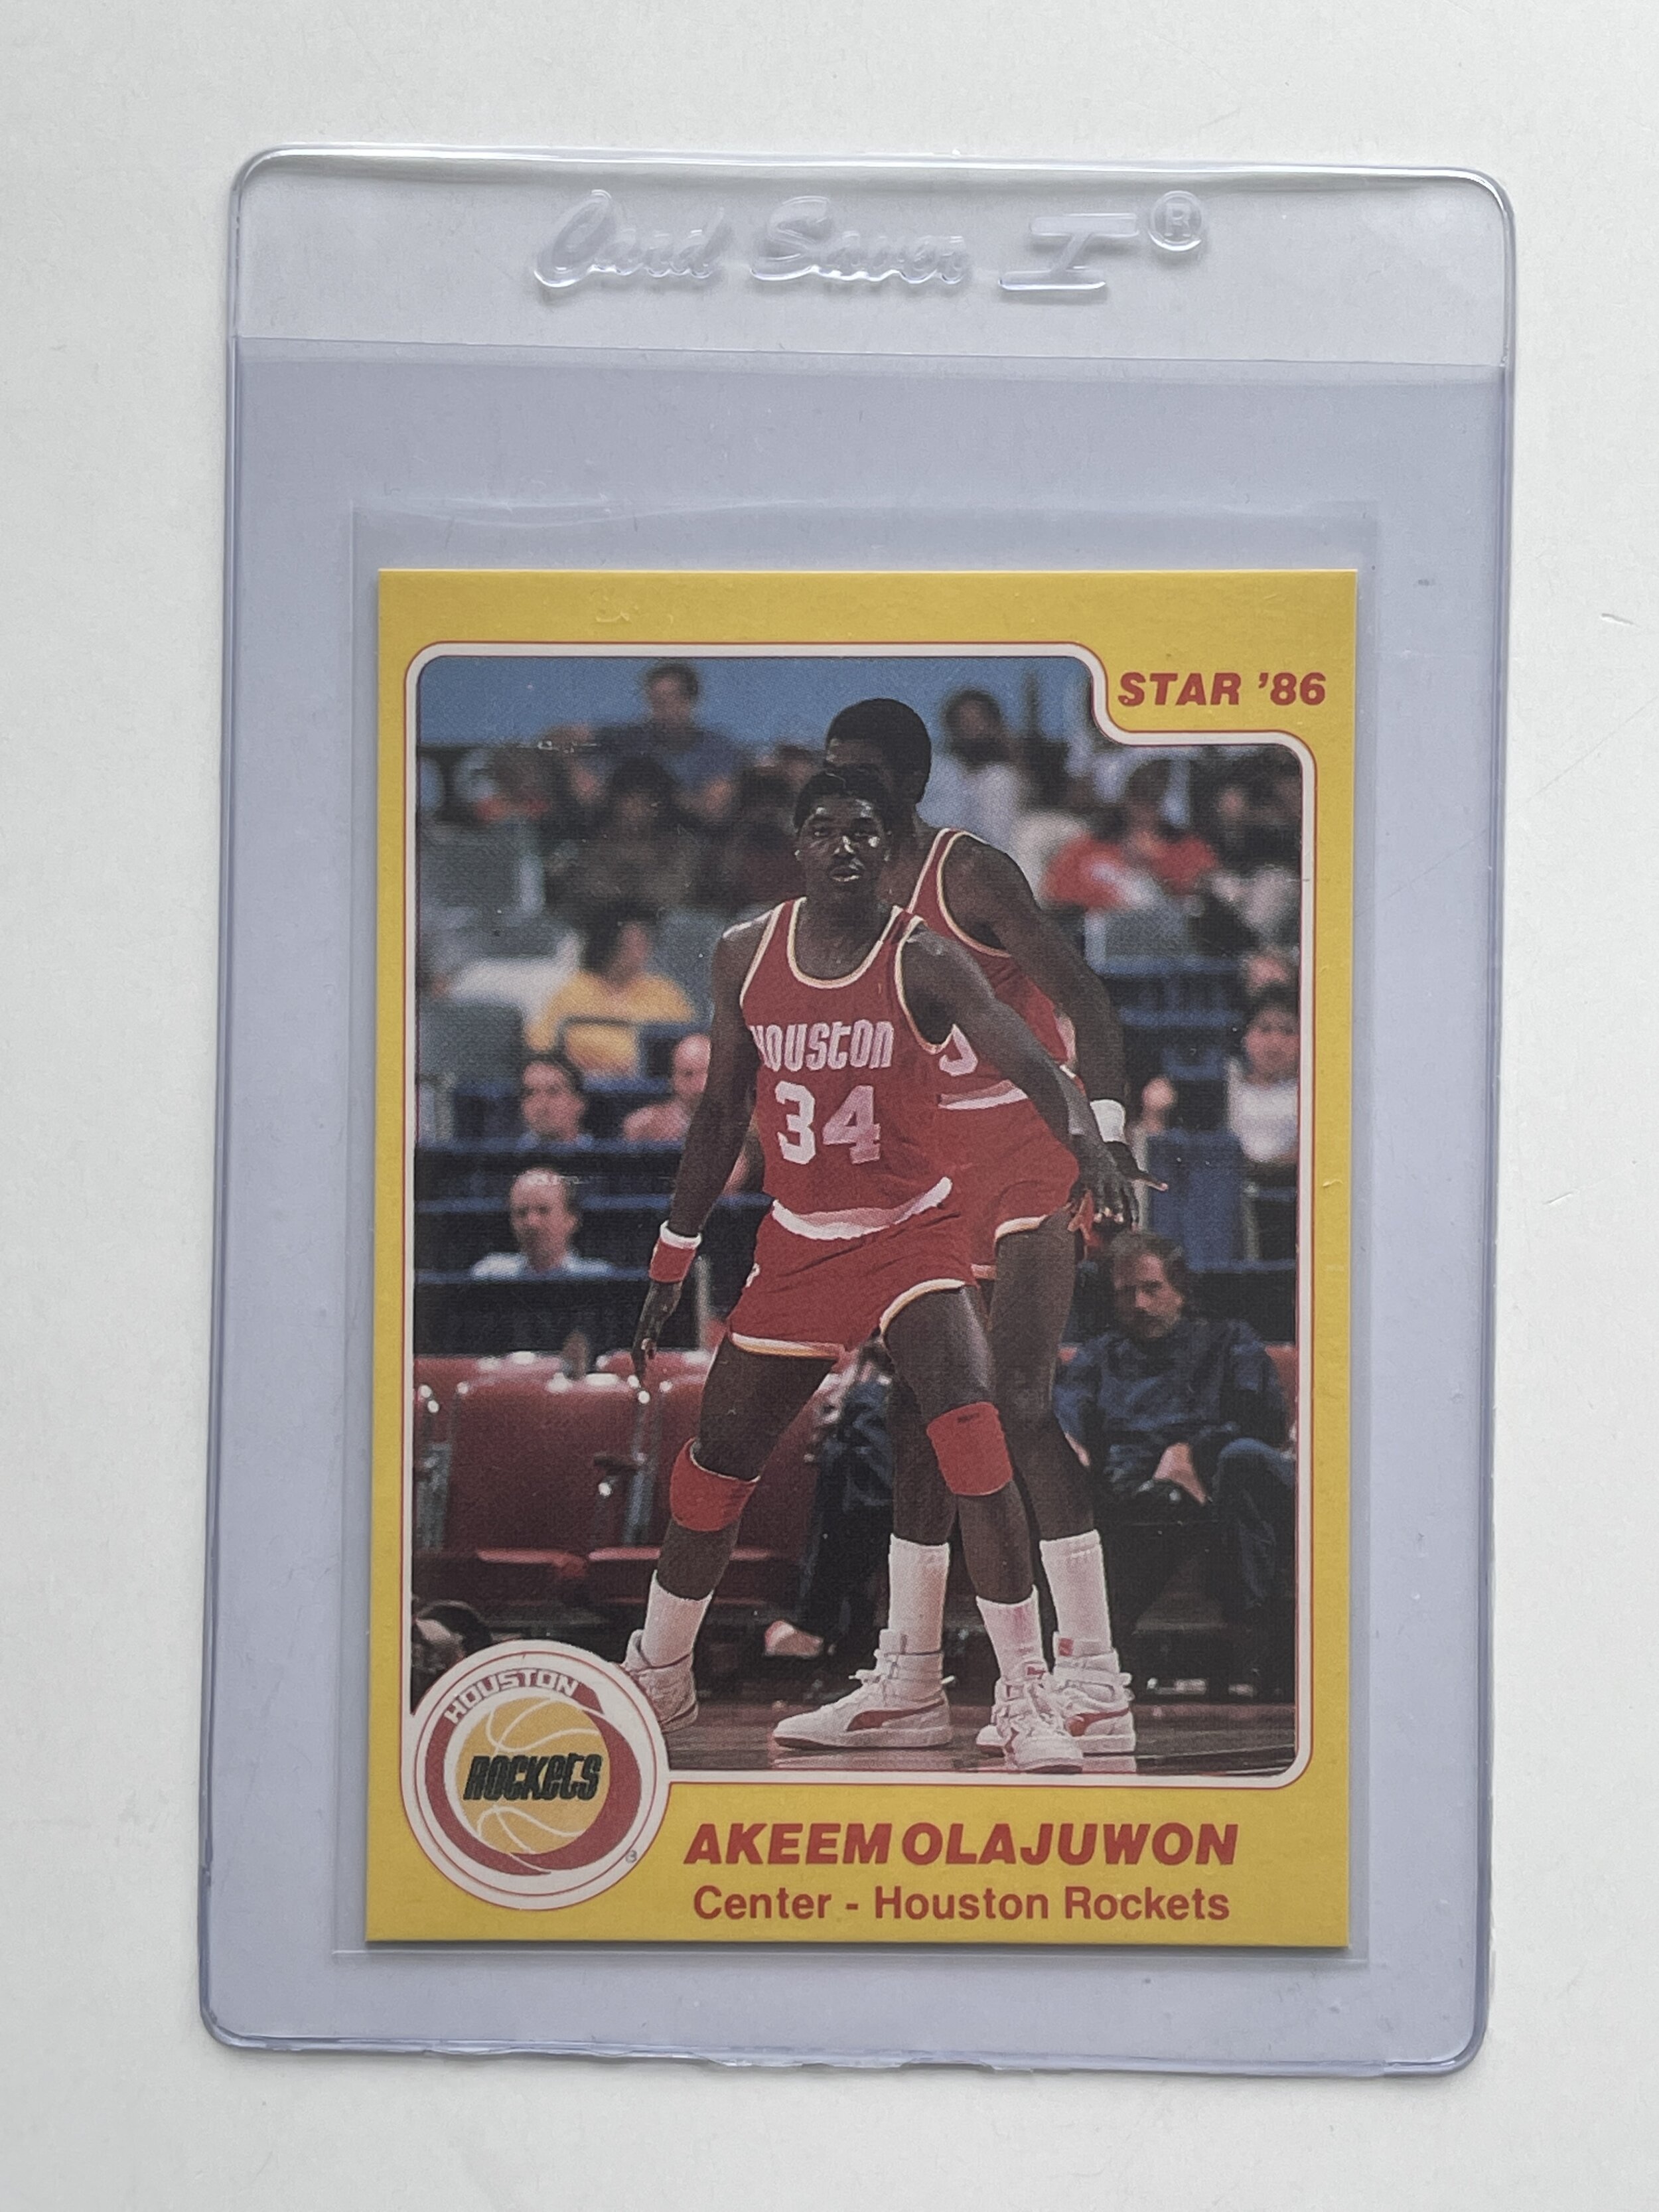 Card Saver I®
STAR '86
HOUSTON
34
HOUSTON
ROCKETS
AKEEM OLAJUWON
Center - Houston Rockets